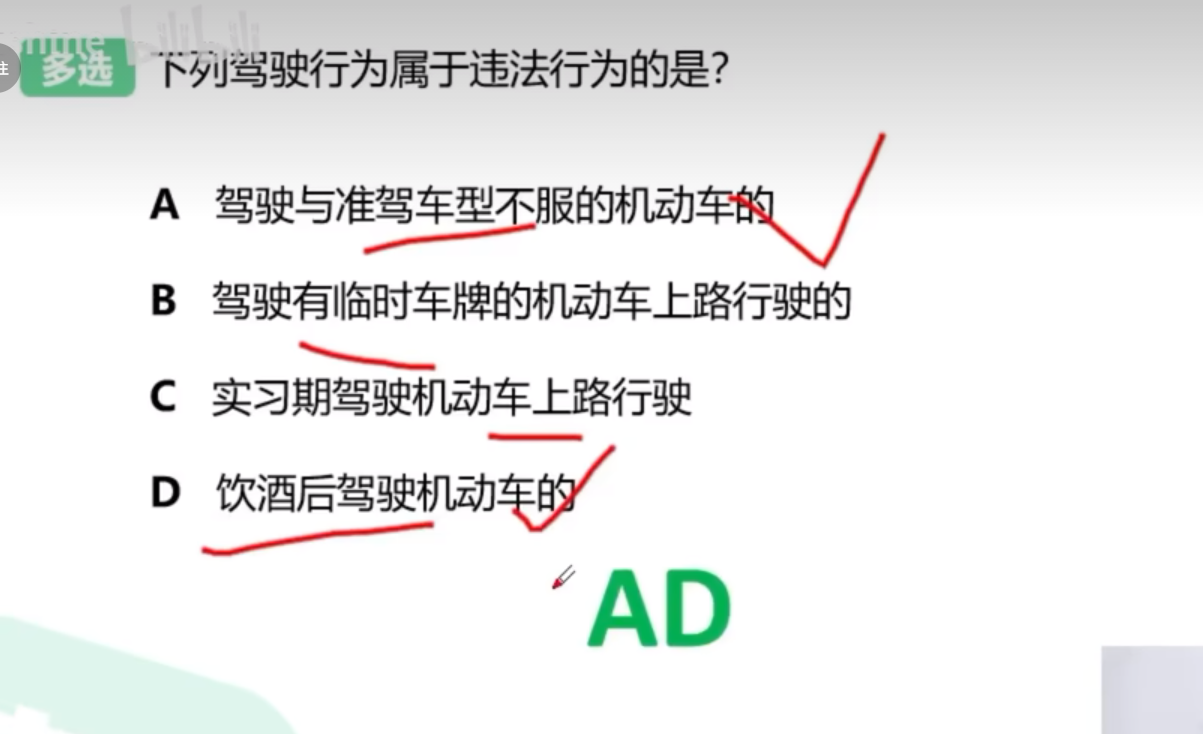 注
多选 下列驾驶行为属于违法行为的是?
A 驾驶与准驾车型不服的机动车的
B 驾驶有临时车牌的机动车上路行驶的
C 实习期驾驶机动车上路行驶
D 饮酒后驾驶机动车的
AD